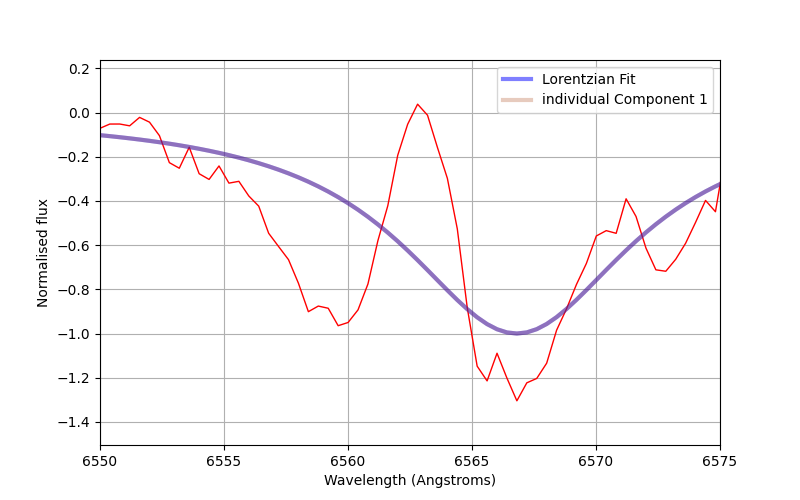 0.2
0.0
−0.2
−0.4
−0.6
−0.8
−1.0
−1.2
−1.4
Normalised flux
Lorentzian Fit
individual Component 1
6550 6555 6560 6565 6570 6575
Wavelength (Angstroms)